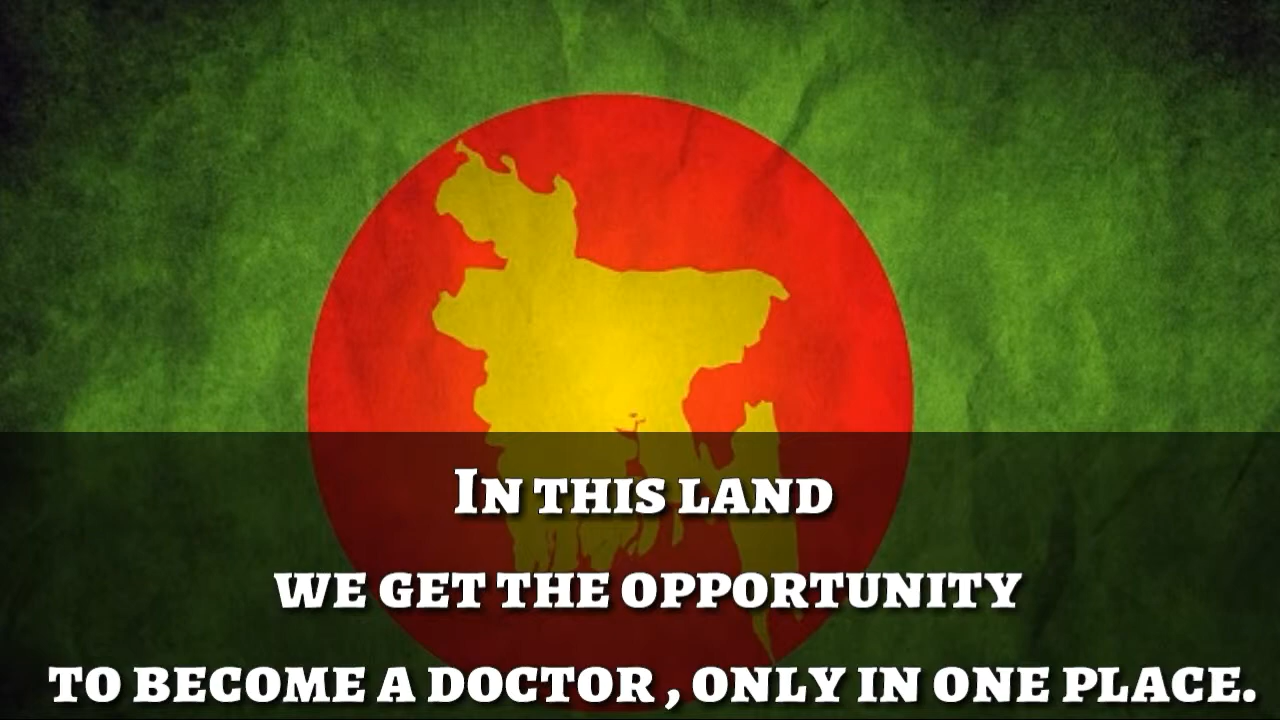 In this land
we get the opportunity
to become a doctor , only in one place.